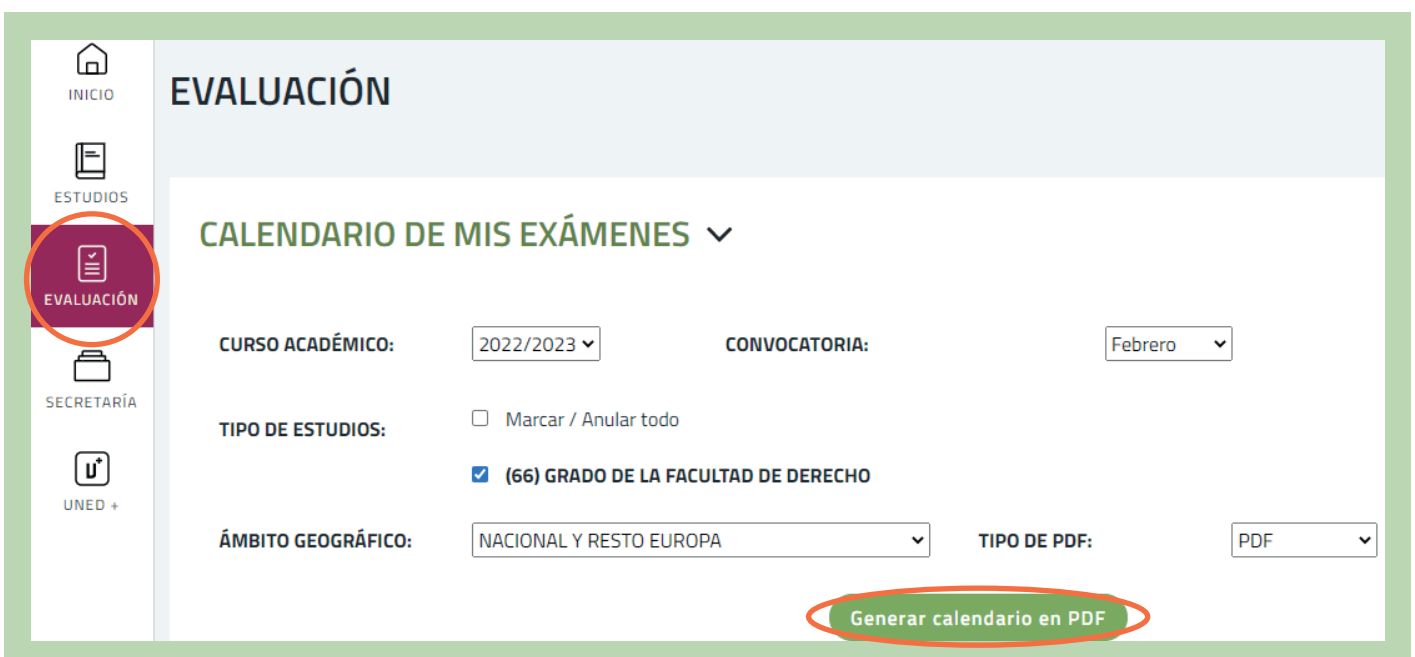 INICIO
ESTUDIOS
EVALUACIÓN
SECRETARÍA
UNED +
EVALUACIÓN
CALENDARIO DE MIS EXÁMENES
CURSO ACADÉMICO: 2022/2023 CONVOCATORIA: Febrero
TIPO DE ESTUDIOS: Marcar / Anular todo
(66) GRADO DE LA FACULTAD DE DERECHO
ÁMBITO GEOGRÁFICO: NACIONAL Y RESTO EUROPA TIPO DE PDF: PDF
Generar calendario en PDF